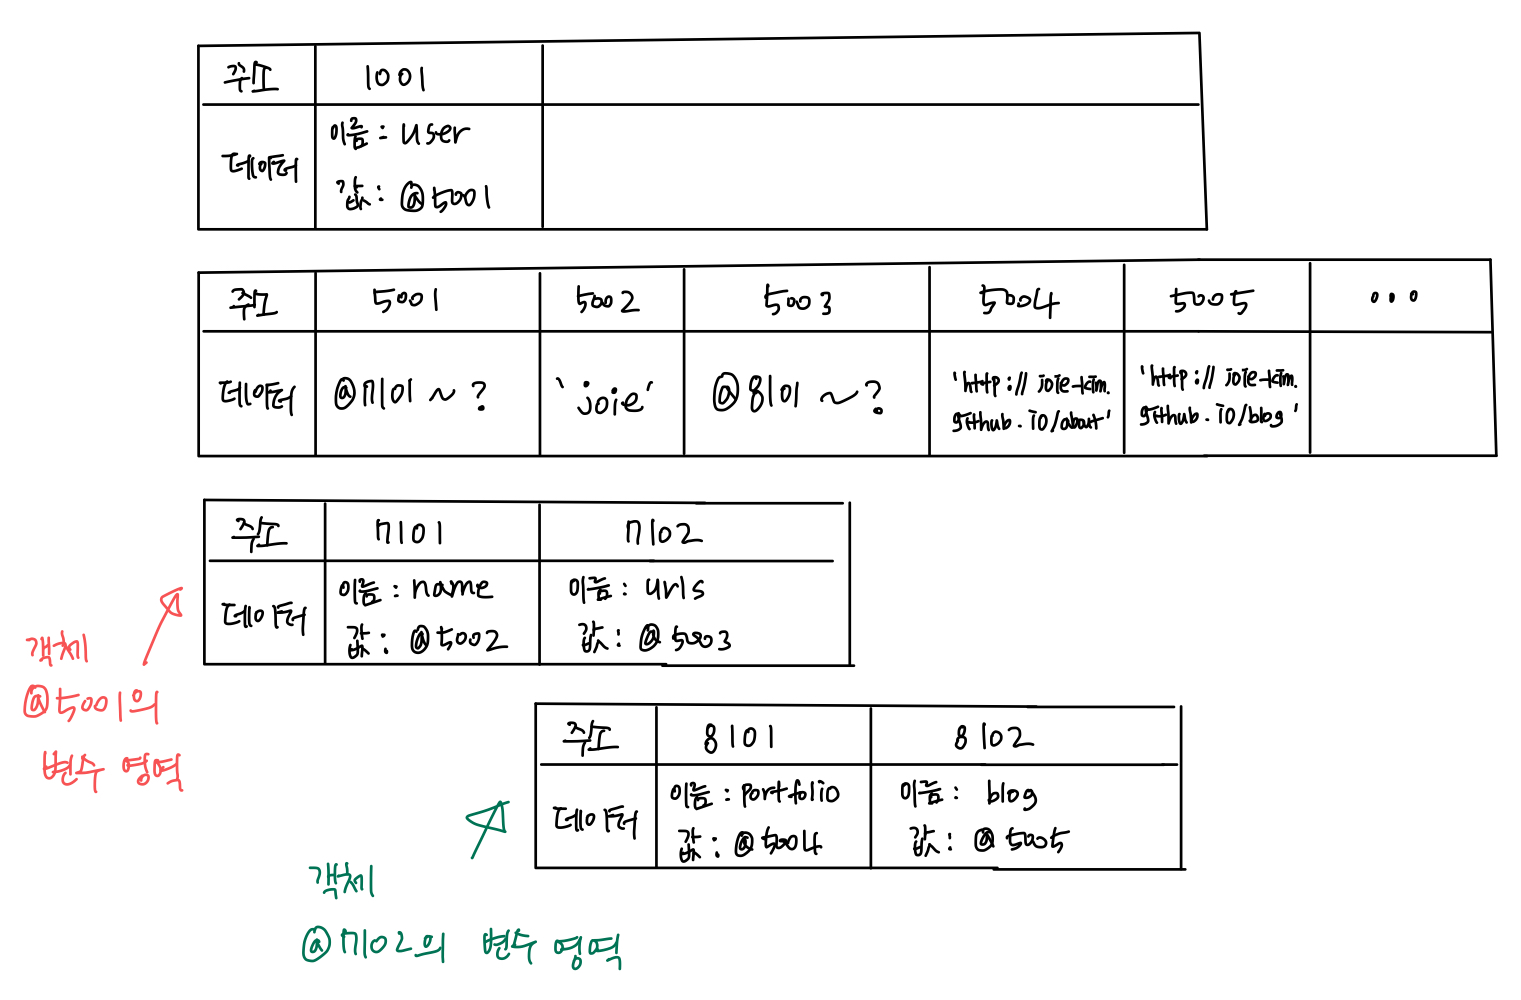 주소 1001
데이터 이름 : user
값 : @5001
주소 5001 5002 5003 5004 5005 ...
데이터 @7101 ~ ? 'joie' @8101 ~ ? 'http://joie-kim. 'http://joie-kim.
github.io/about' github.io/blog'
주소 7101 7102
데이터 이름 : name 이름 : urls
값 : @5002 값 : @5003
객체
@5001의
변수 영역
주소 8101 8102
데이터 이름 : portfolio 이름 : blog
값 : @5004 값 : @5005
객체
@7102의 변수 영역